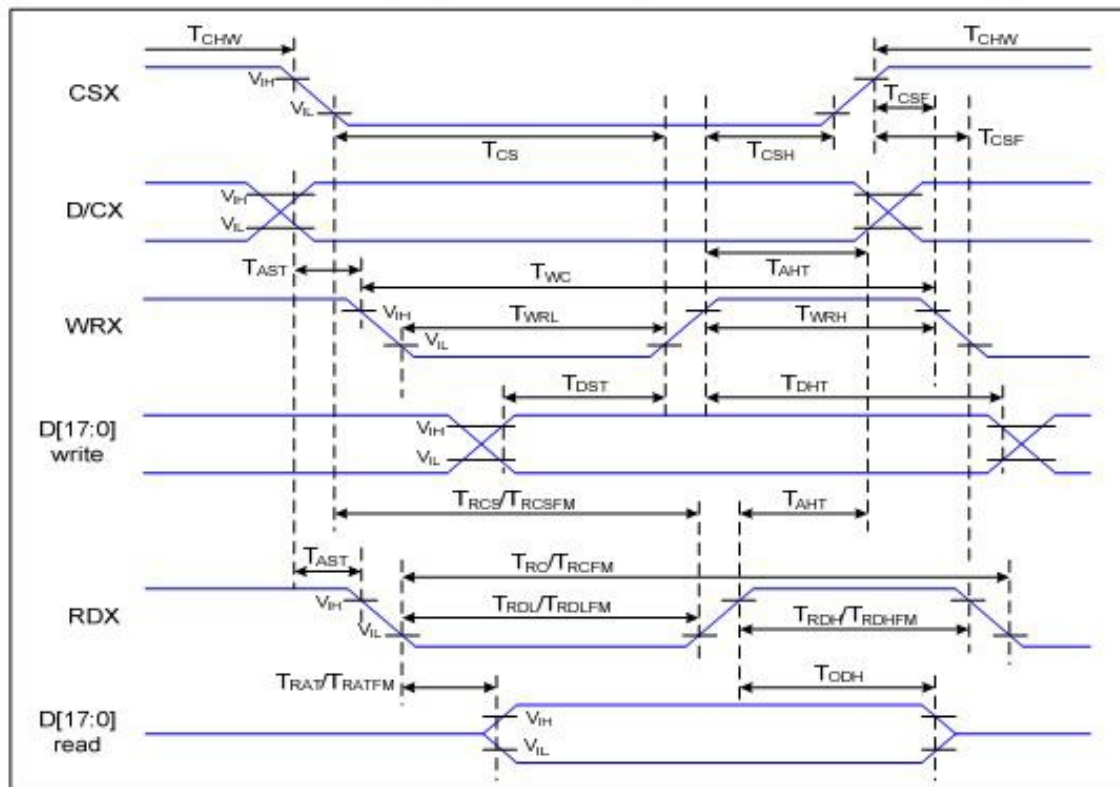 TCHW TCHW
CSX VIH VIL TCSF
TCS TCSH TCSF
D/CX VIH VIL
TAST TWC TAHT
WRX VIH VIL TWRL TWRH
TDST TDHT
D[17:0] write VIH VIL
TRCS/TRCSFM TAHT
TAST TRC/TRCFM
RDX VIH VIL TRDL/TRDLFM TRDH/TRDHFM
TRAT/TRATFM TODH
D[17:0] read VIH VIL